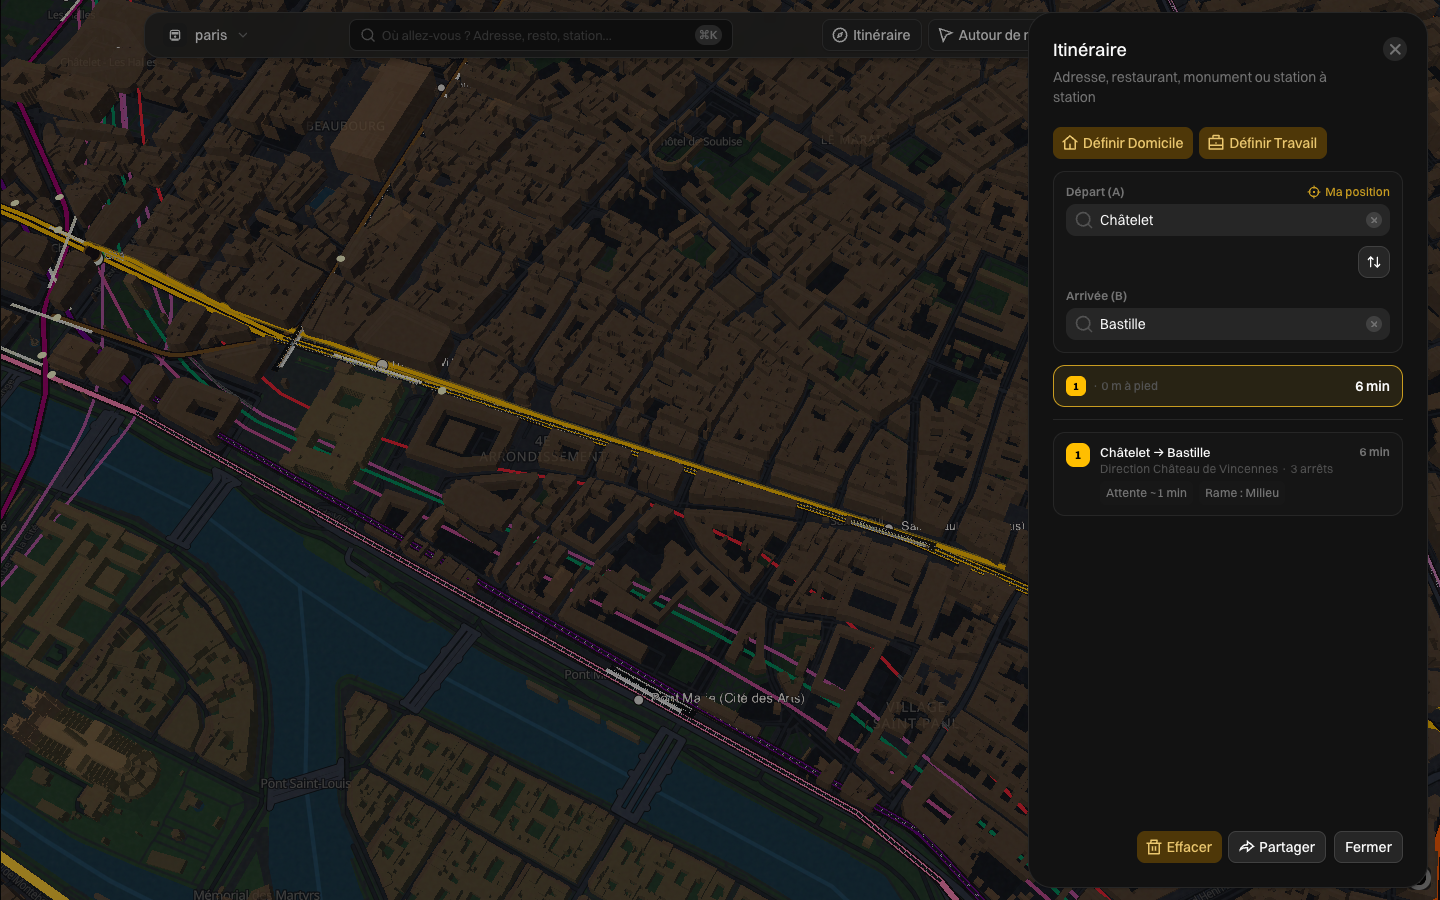 paris
Où allez-vous ? Adresse, resto, station...
⌘K
Itinéraire
Autour de
Itinéraire
Adresse, restaurant, monument ou station à
station
Définir Domicile
Définir Travail
Départ (A)
Ma position
Châtelet
Arrivée (B)
Bastille
1 · 0 m à pied
6 min
1
Châtelet → Bastille
6 min
Direction Château de Vincennes · 3 arrêts
Attente ~1 min
Rame : Milieu
Effacer
Partager
Fermer
BEAUBOURG
hôtel de Soubise
LE MARAIS
4E
ARRONDISSEMENT
Pont Marie (Cité des Arts)
VILLAGE
SAINT-PAUL
Pont Saint-Louis
Mémorial Martyrs